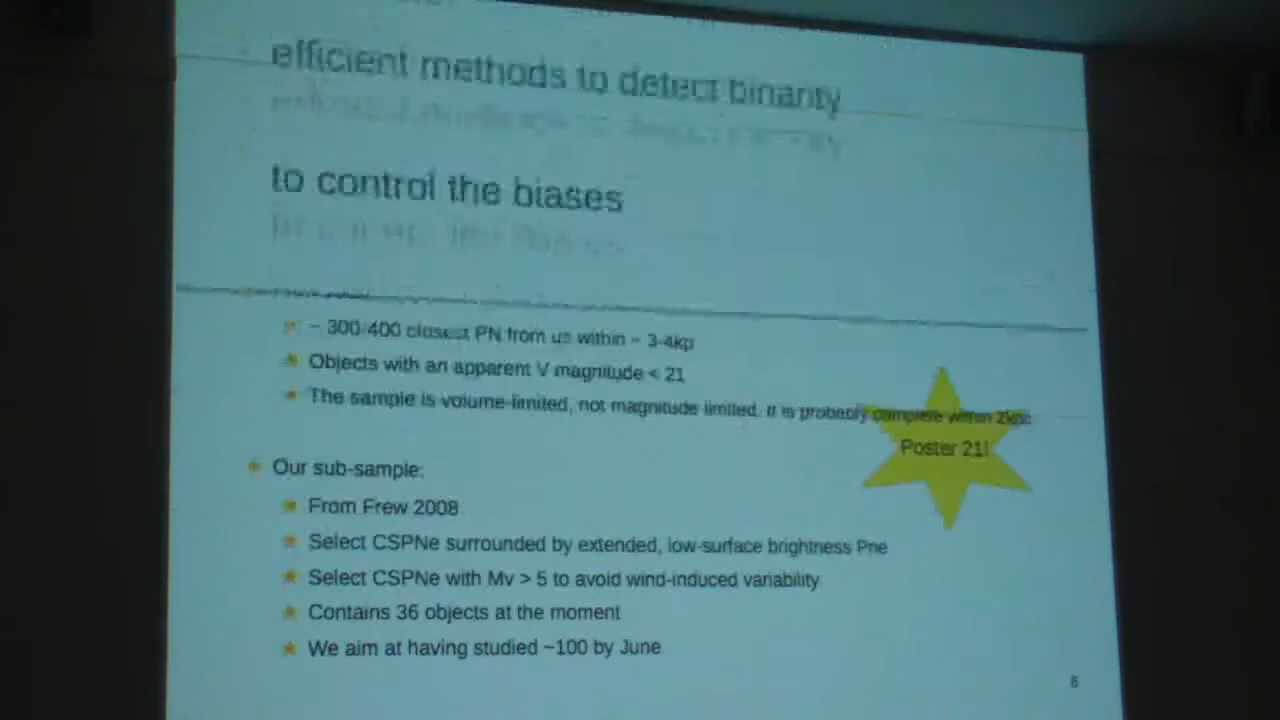 efficient methods to detect binarity
to control the biases
~ 300-400 closest PN from us within ~ 3-4kp
Objects with an apparent V magnitude < 21
The sample is volume-limited, not magnitude limited. It is probebly complete within 2kpc
Poster 21!
Our sub-sample:
From Frew 2008
Select CSPNe surrounded by extended, low-surface brightness Pne
Select CSPNe with Mv > 5 to avoid wind-induced variability
Contains 36 objects at the moment
We aim at having studied ~100 by June
6